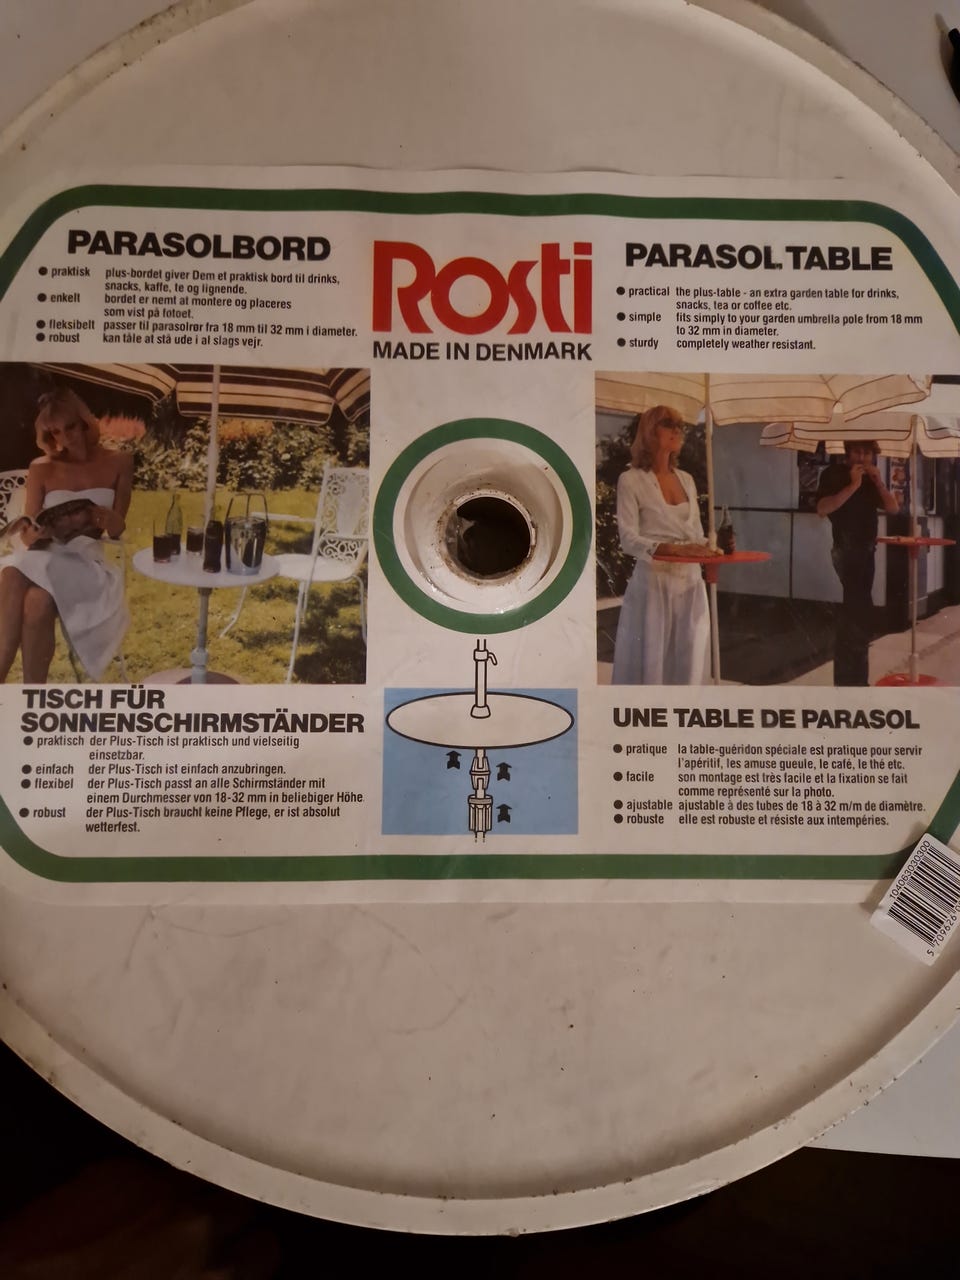 PARASOLBORD
● praktisk plus-bordet giver Dem et praktisk bord til drinks,
snacks, kaffe, te og lignende.
● enkelt bordet er nemt at montere og placeres
som vist på fotoet.
● fleksibelt passer til parasolrør fra 18 mm til 32 mm i diameter.
● robust kan tåle at stå ude i al slags vejr.
Rosti
MADE IN DENMARK
PARASOL TABLE
● practical the plus-table - an extra garden table for drinks,
snacks, tea or coffee etc.
● simple fits simply to your garden umbrella pole from 18 mm
to 32 mm in diameter.
● sturdy completely weather resistant.
TISCH FÜR
SONNENSCHIRMSTÄNDER
● praktisch der Plus-Tisch ist praktisch und vielseitig
einsetzbar.
● einfach der Plus-Tisch ist einfach anzubringen.
● flexibel der Plus-Tisch passt an alle Schirmständer mit
einem Durchmesser von 18-32 mm in beliebiger Höhe
● robust der Plus-Tisch braucht keine Pflege, er ist absolut
wetterfest.
UNE TABLE DE PARASOL
● pratique la table-guéridon spéciale est pratique pour servir
l'apéritif, les amuse gueule, le café, le thé etc.
● facile son montage est très facile et la fixation se fait
comme représenté sur la photo.
● ajustable ajustable à des tubes de 18 à 32 m/m de diamètre.
● robuste elle est robuste et résiste aux intempéries.
104063030300
5 709626